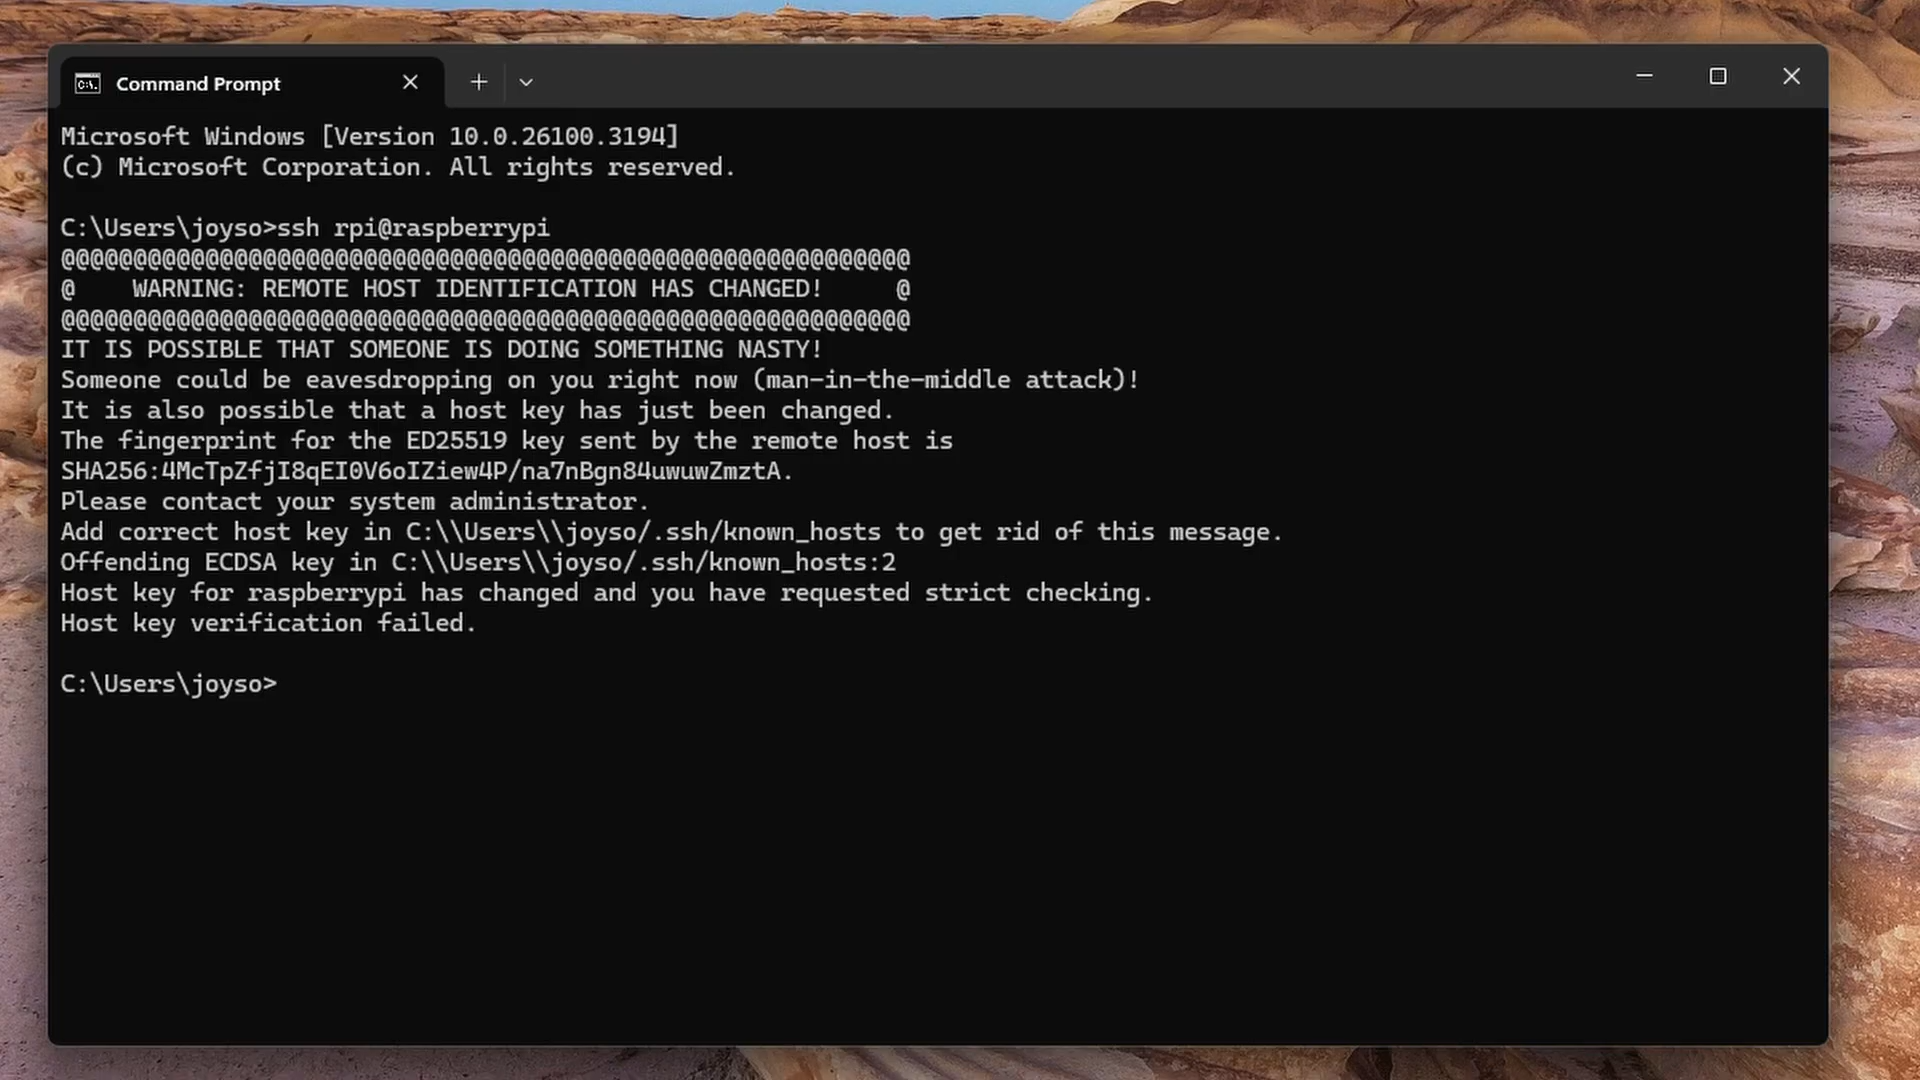 Command Prompt
Microsoft Windows [Version 10.0.26100.3194]
(c) Microsoft Corporation. All rights reserved.
C:\Users\joyso>ssh rpi@raspberrypi
@@@@@@@@@@@@@@@@@@@@@@@@@@@@@@@@@@@@@@@@@@@@@@@@@@@@@@@@@@@
@    WARNING: REMOTE HOST IDENTIFICATION HAS CHANGED!     @
@@@@@@@@@@@@@@@@@@@@@@@@@@@@@@@@@@@@@@@@@@@@@@@@@@@@@@@@@@@
IT IS POSSIBLE THAT SOMEONE IS DOING SOMETHING NASTY!
Someone could be eavesdropping on you right now (man-in-the-middle attack)!
It is also possible that a host key has just been changed.
The fingerprint for the ED25519 key sent by the remote host is
SHA256:4McTpZfjI8qEI0V6oIZiew4P/na7nBgn84uwuwZmztA.
Please contact your system administrator.
Add correct host key in C:\\Users\\joyso/.ssh/known_hosts to get rid of this message.
Offending ECDSA key in C:\\Users\\joyso/.ssh/known_hosts:2
Host key for raspberrypi has changed and you have requested strict checking.
Host key verification failed.
C:\Users\joyso>